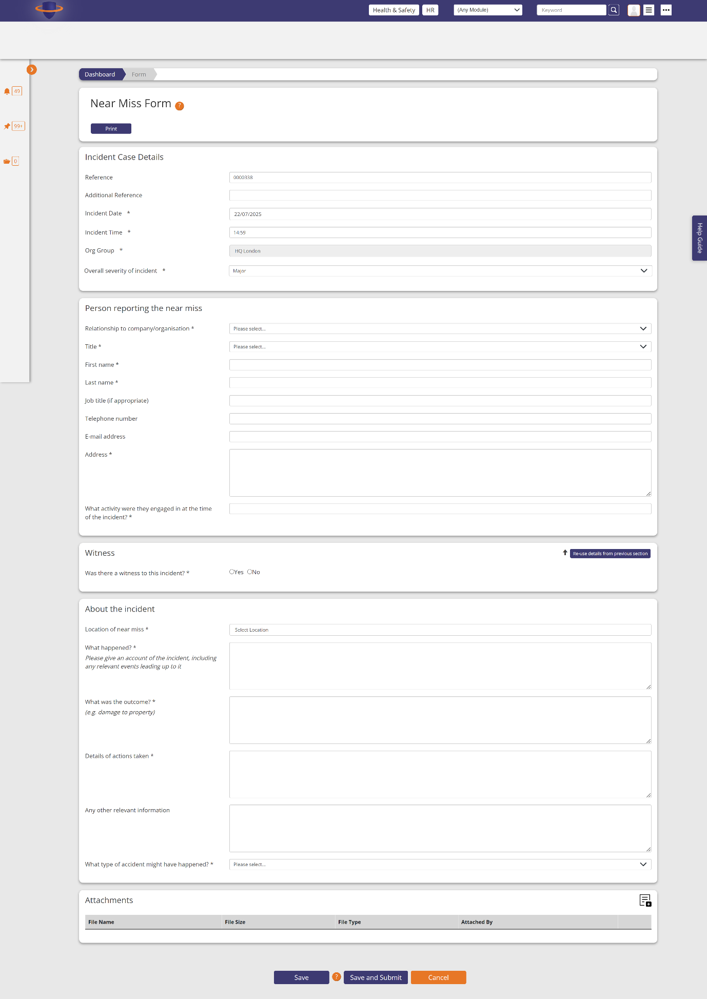 Health & Safety HR (Any Module) Keyword
Dashboard Form
49
99+
0
Near Miss Form ?
Print
Incident Case Details
Reference 0000338
Additional Reference
Incident Date * 22/07/2025
Incident Time * 14:59
Org Group * HQ London
Overall severity of incident * Major
Help Guide
Person reporting the near miss
Relationship to company/organisation * Please select...
Title * Please select...
First name *
Last name *
Job title (if appropriate)
Telephone number
E-mail address
Address *
What activity were they engaged in at the time
of the incident? *
Witness Re-use details from previous section
Was there a witness to this incident? * Yes No
About the incident
Location of near miss * Select Location
What happened? *
Please give an account of the incident, including
any relevant events leading up to it
What was the outcome? *
(e.g. damage to property)
Details of actions taken *
Any other relevant information
What type of accident might have happened? * Please select...
Attachments
File Name File Size File Type Attached By
Save ? Save and Submit Cancel